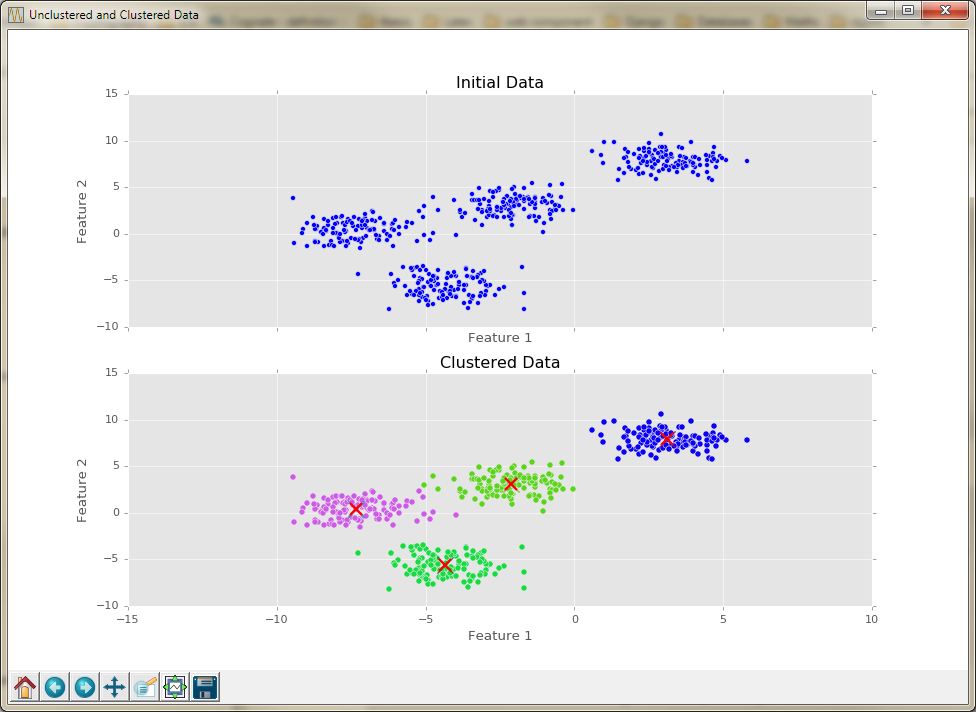 Unclustered and Clustered Data
Initial Data
15
10
5
0
−5
−10
Feature 2
Feature 1
Clustered Data
15
10
5
0
−5
−10
Feature 2
−15 −10 −5 0 5 10
Feature 1